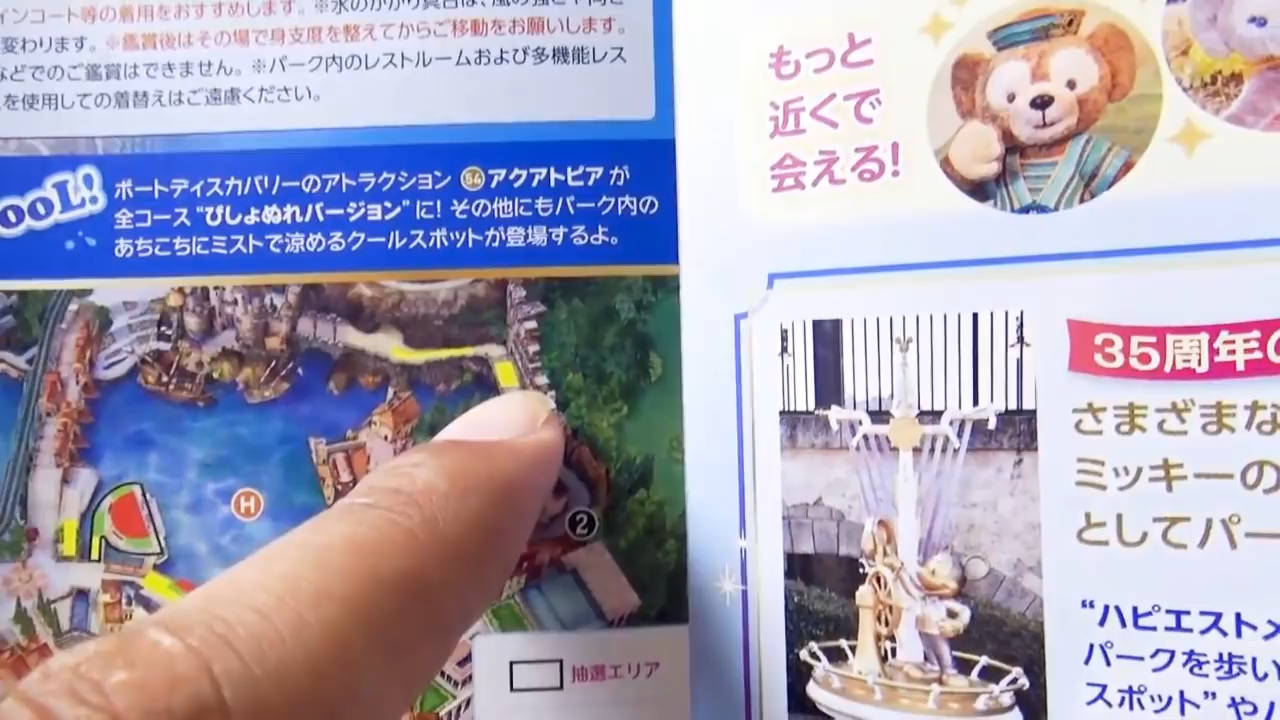 インコート等の着用をおすすめします。※水のかかり具合は、風の強さや向き
変わります。※鑑賞後はその場で身支度を整えてからご移動をお願いします。
などでのご鑑賞はできません。※パーク内のレストルームおよび多機能レス
を使用しての着替えはご遠慮ください。
ooL!
ポートディスカバリーのアトラクション 54 アクアトピア が
全コース “びしょぬれバージョン” に! その他にもパーク内の
あちこちにミストで涼めるクールスポットが登場するよ。
H
2
抽選エリア
もっと
近くで
会える!
35周年の
さまざまな
ミッキーの
としてパー
“ハピエストメ
パークを歩い
スポット” や